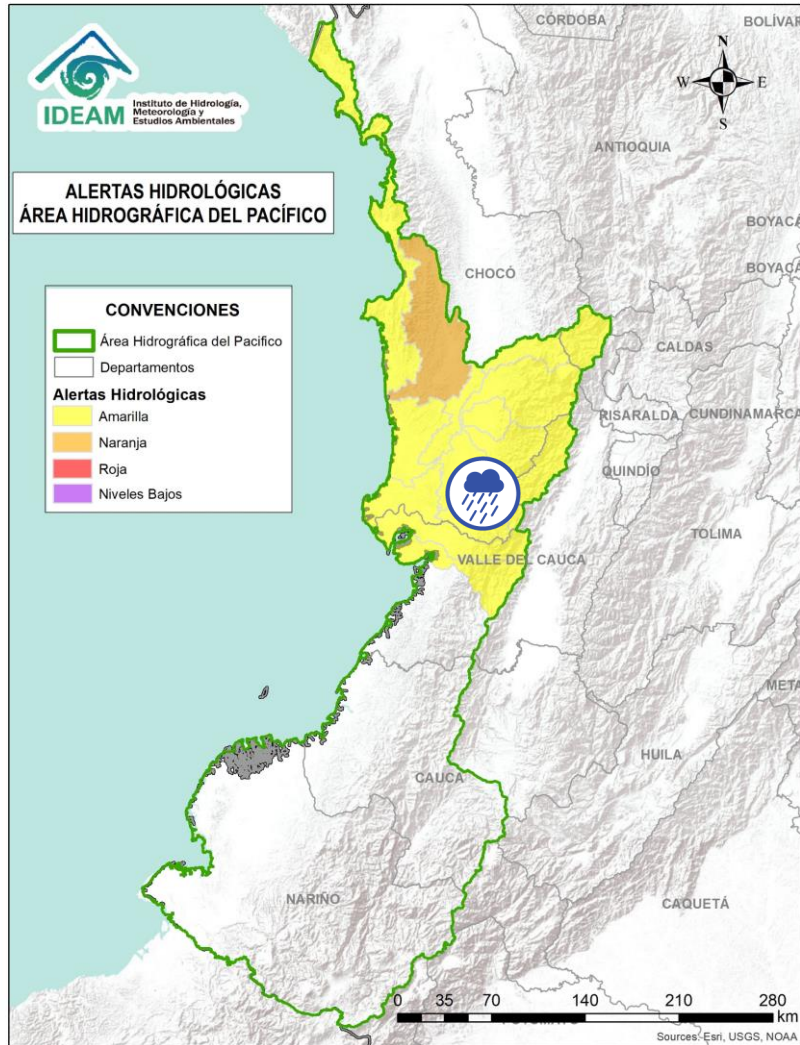 IDEAM
Instituto de Hidrología,
Meteorología y
Estudios Ambientales
ALERTAS HIDROLÓGICAS
ÁREA HIDROGRÁFICA DEL PACÍFICO
CONVENCIONES
Área Hidrográfica del Pacifico
Departamentos
Alertas Hidrológicas
Amarilla
Naranja
Roja
Niveles Bajos
N
W E
S
CÓRDOBA
BOLÍVAR
ANTIOQUIA
BOYACÁ
CHOCÓ
BOYACÁ
CALDAS
RISARALDA
CUNDINAMARCA
QUINDÍO
TOLIMA
VALLE DEL CAUCA
META
HUILA
CAUCA
NARIÑO
CAQUETÁ
0 35 70 140 210 280
km
Sources: Esri, USGS, NOAA